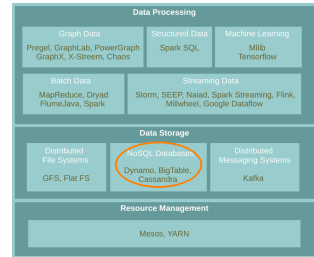 Data Processing
Graph Data
Pregel, GraphLab, PowerGraph
GraphX, X-Streem, Chaos
Structured Data
Spark SQL
Machine Learning
Mllib
Tensorflow
Batch Data
MapReduce, Dryad
FlumeJava, Spark
Streaming Data
Storm, SEEP, Naiad, Spark Streaming, Flink,
Millwheel, Google Dataflow
Data Storage
Distributed
File Systems
GFS, Flat FS
NoSQL Databases
Dynamo, BigTable,
Cassandra
Distributed
Messaging Systems
Kafka
Resource Management
Mesos, YARN